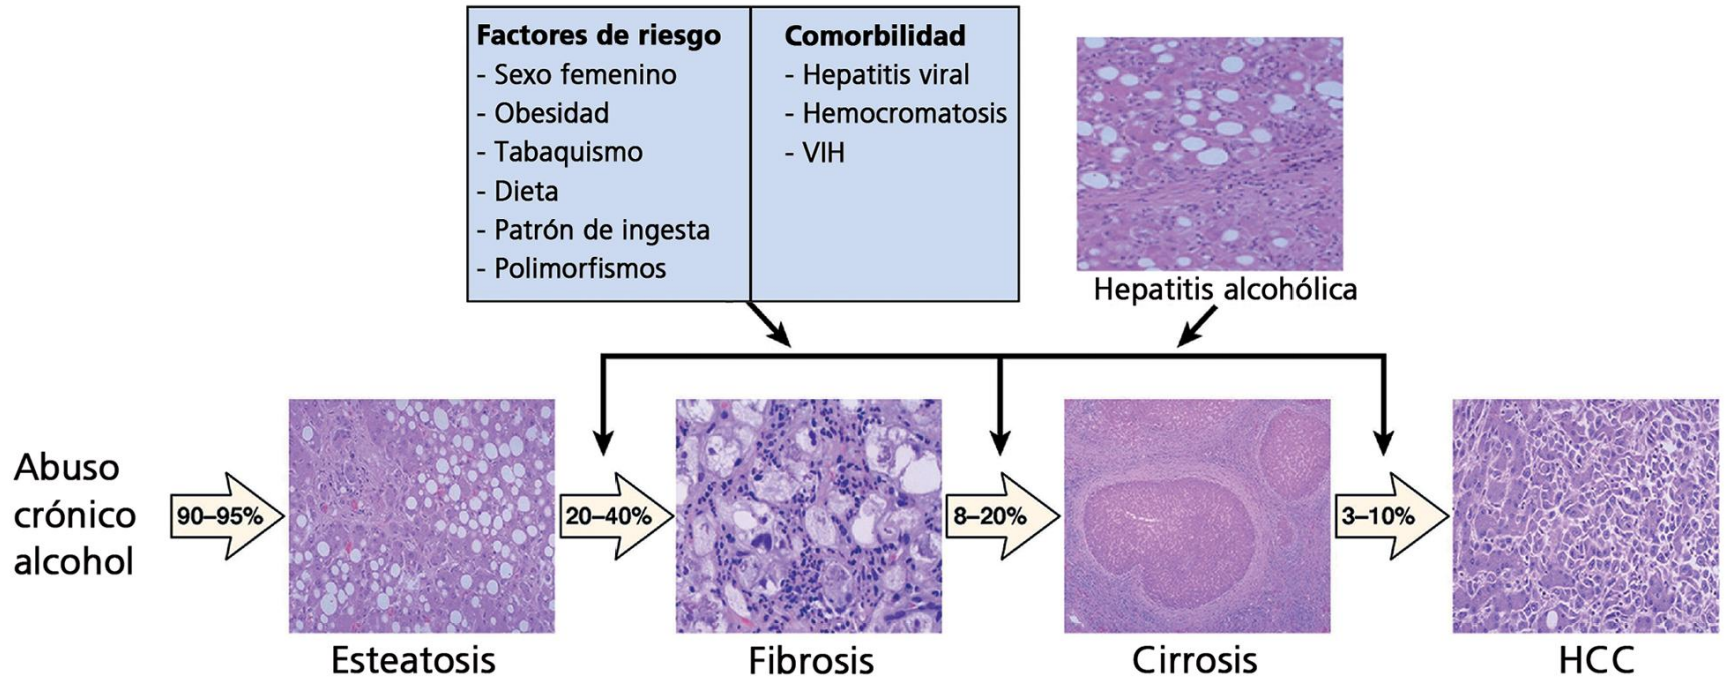 Factores de riesgo
- Sexo femenino
- Obesidad
- Tabaquismo
- Dieta
- Patrón de ingesta
- Polimorfismos
Comorbilidad
- Hepatitis viral
- Hemocromatosis
- VIH
Hepatitis alcohólica
Abuso
crónico
alcohol
90–95%
20–40%
8–20%
3–10%
Esteatosis
Fibrosis
Cirrosis
HCC